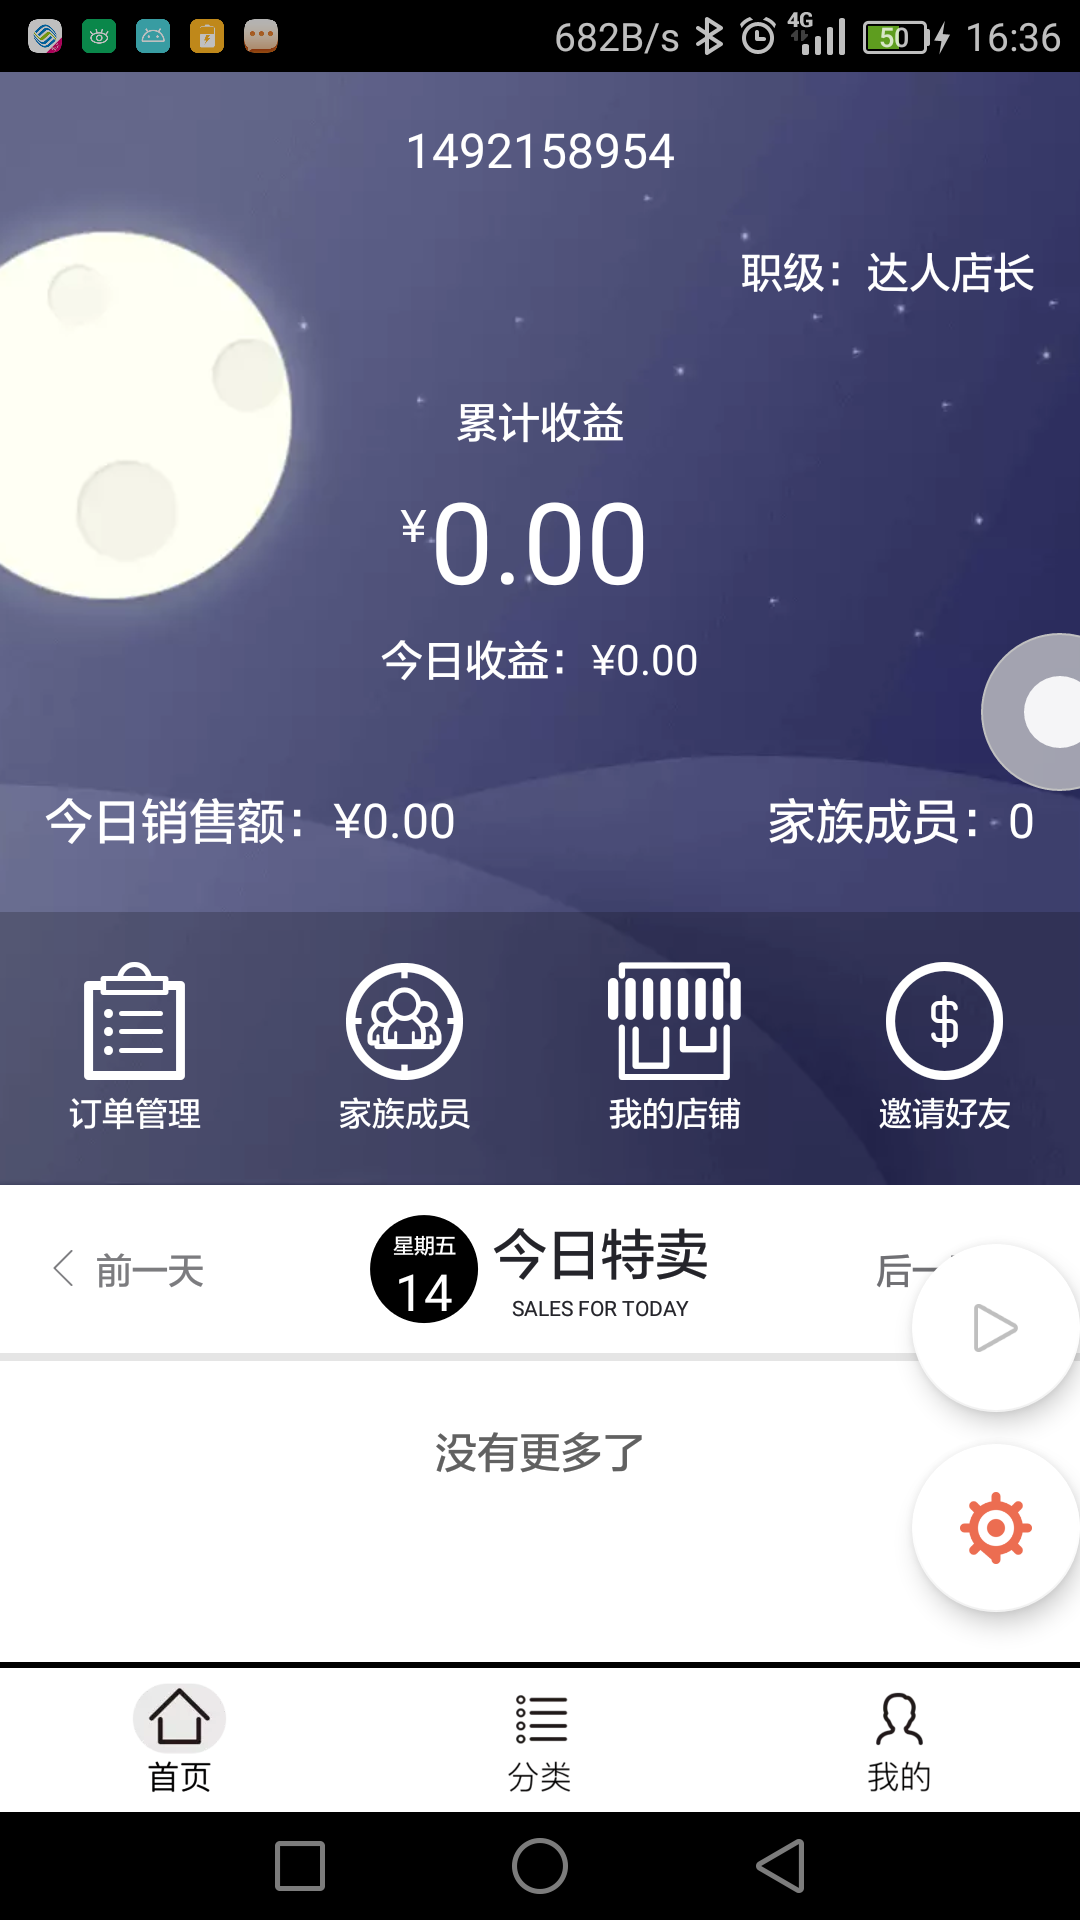 682B/s 4G 50 16:36
1492158954
职级：达人店长
累计收益
¥0.00
今日收益：¥0.00
今日销售额：¥0.00 家族成员：0
订单管理 家族成员 我的店铺 邀请好友
前一天 星期五 14 今日特卖 后一
SALES FOR TODAY
没有更多了
首页 分类 我的